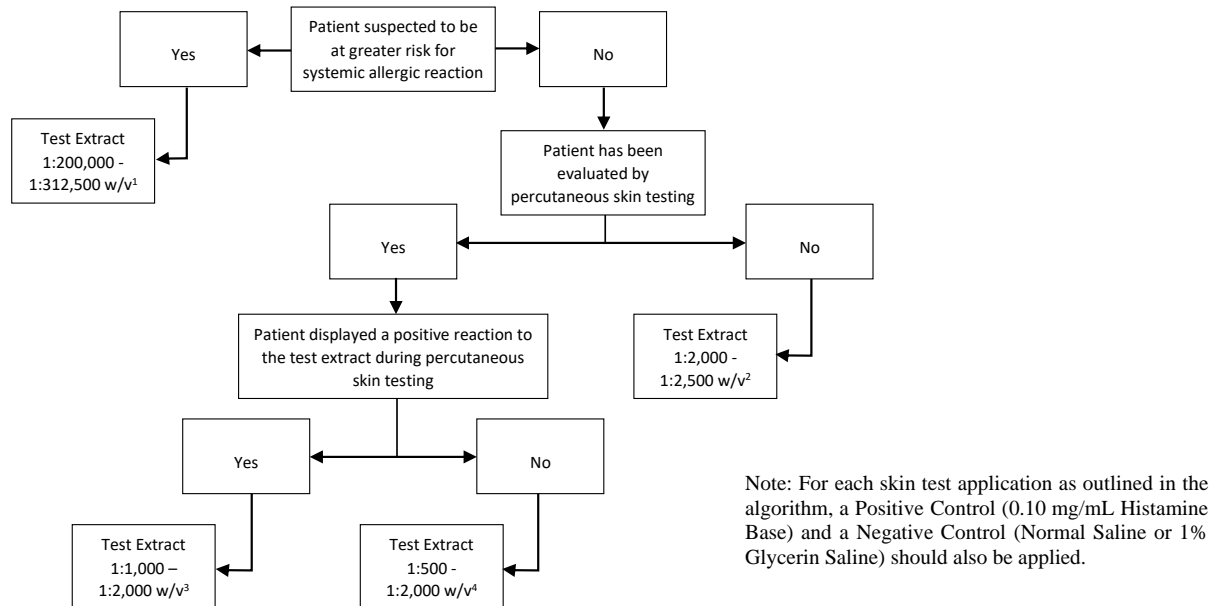 Patient suspected to be
at greater risk for
systemic allergic reaction
Yes
No
Test Extract
1:200,000 -
1:312,500 w/v¹
Patient has been
evaluated by
percutaneous skin testing
Yes
No
Patient displayed a positive reaction to
the test extract during percutaneous
skin testing
Test Extract
1:2,000 -
1:2,500 w/v²
Yes
No
Test Extract
1:1,000 –
1:2,000 w/v³
Test Extract
1:500 -
1:2,000 w/v⁴
Note: For each skin test application as outlined in the
algorithm, a Positive Control (0.10 mg/mL Histamine
Base) and a Negative Control (Normal Saline or 1%
Glycerin Saline) should also be applied.